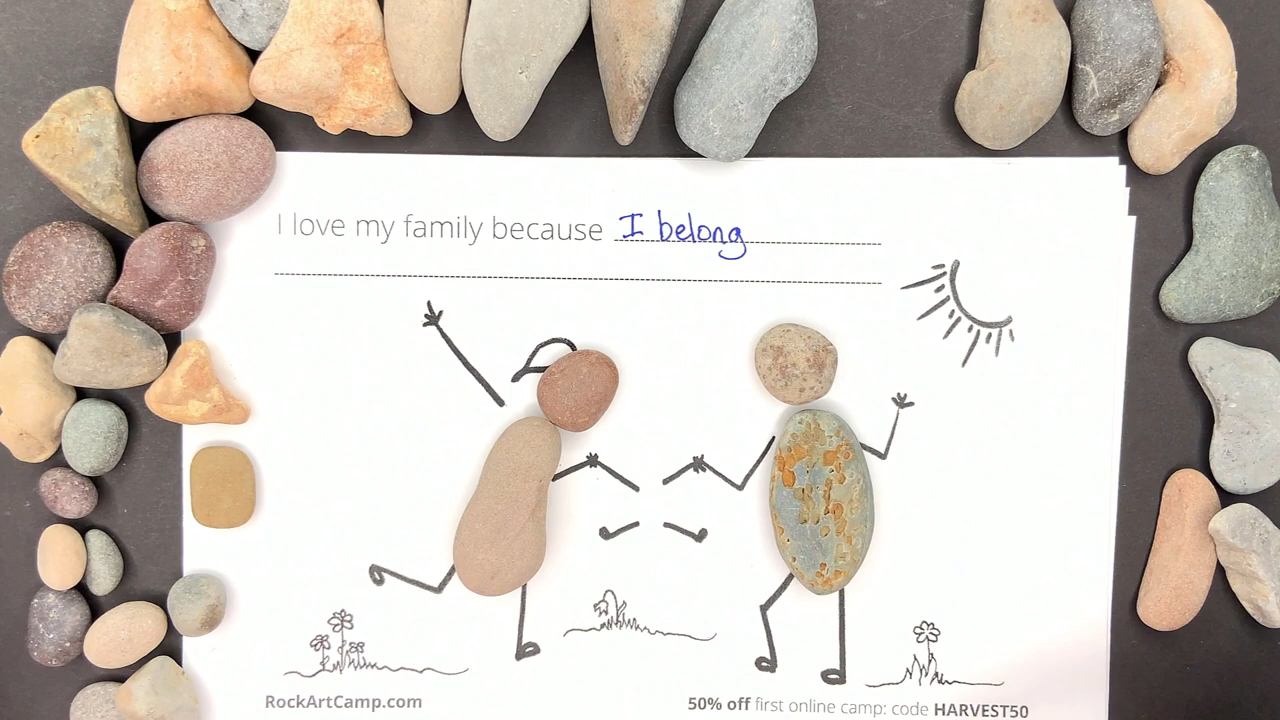 I love my family because I belong
RockArtCamp.com
50% off first online camp: code HARVEST50